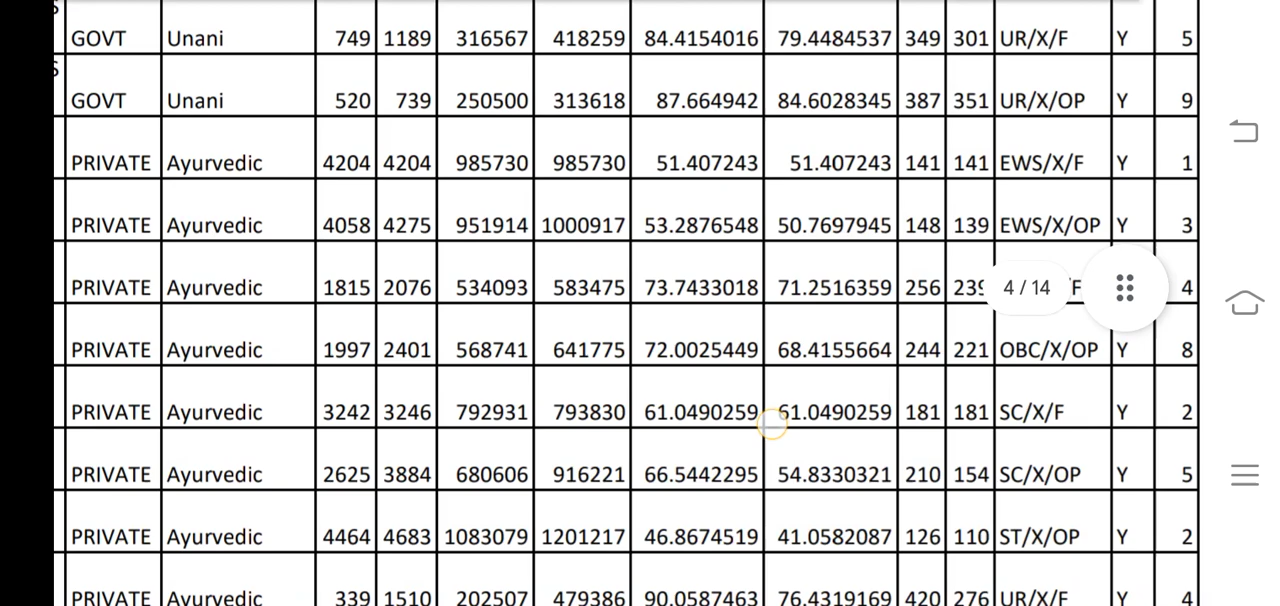 GOVT Unani 749 1189 316567 418259 84.4154016 79.4484537 349 301 UR/X/F Y 5
GOVT Unani 520 739 250500 313618 87.664942 84.6028345 387 351 UR/X/OP Y 9
PRIVATE Ayurvedic 4204 4204 985730 985730 51.407243 51.407243 141 141 EWS/X/F Y 1
PRIVATE Ayurvedic 4058 4275 951914 1000917 53.2876548 50.7697945 148 139 EWS/X/OP Y 3
PRIVATE Ayurvedic 1815 2076 534093 583475 73.7433018 71.2516359 256 239 4 / 14 F 4
PRIVATE Ayurvedic 1997 2401 568741 641775 72.0025449 68.4155664 244 221 OBC/X/OP Y 8
PRIVATE Ayurvedic 3242 3246 792931 793830 61.0490259 61.0490259 181 181 SC/X/F Y 2
PRIVATE Ayurvedic 2625 3884 680606 916221 66.5442295 54.8330321 210 154 SC/X/OP Y 5
PRIVATE Ayurvedic 4464 4683 1083079 1201217 46.8674519 41.0582087 126 110 ST/X/OP Y 2
PRIVATE Ayurvedic 339 1510 202507 479386 90.0587463 76.4319169 420 276 UR/X/F Y 4